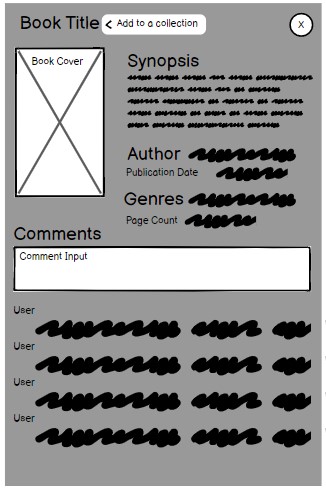 Book Title < Add to a collection X
Book Cover
Synopsis
Author
Publication Date
Genres
Page Count
Comments
Comment Input
User
User
User
User